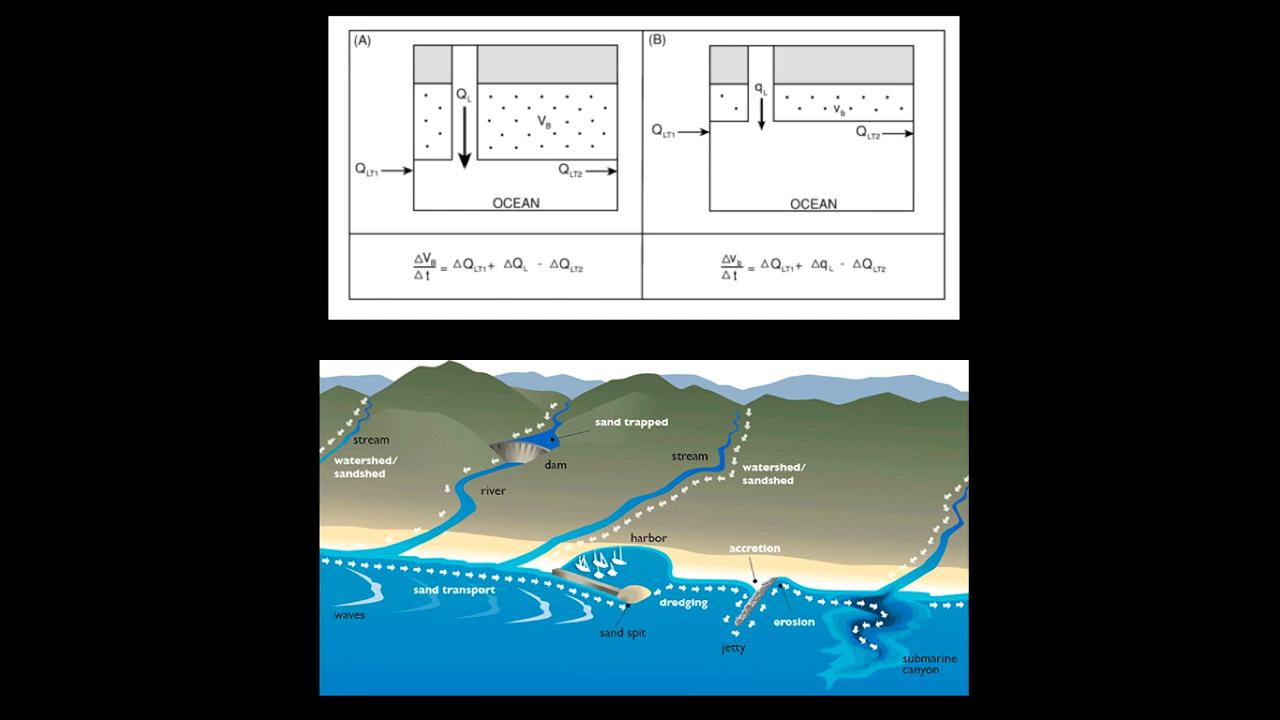 (A)
Q_L
V_B
Q_LT1
Q_LT2
OCEAN
ΔV_B/Δt = ΔQ_LT1 + ΔQ_L - ΔQ_LT2
(B)
q_L
v_b
Q_LT1
Q_LT2
OCEAN
Δv_b/Δt = ΔQ_LT1 + Δq_L - ΔQ_LT2
stream
watershed/
sandshed
sand trapped
dam
river
stream
watershed/
sandshed
harbor
accretion
sand transport
dredging
waves
sand spit
erosion
jetty
submarine
canyon